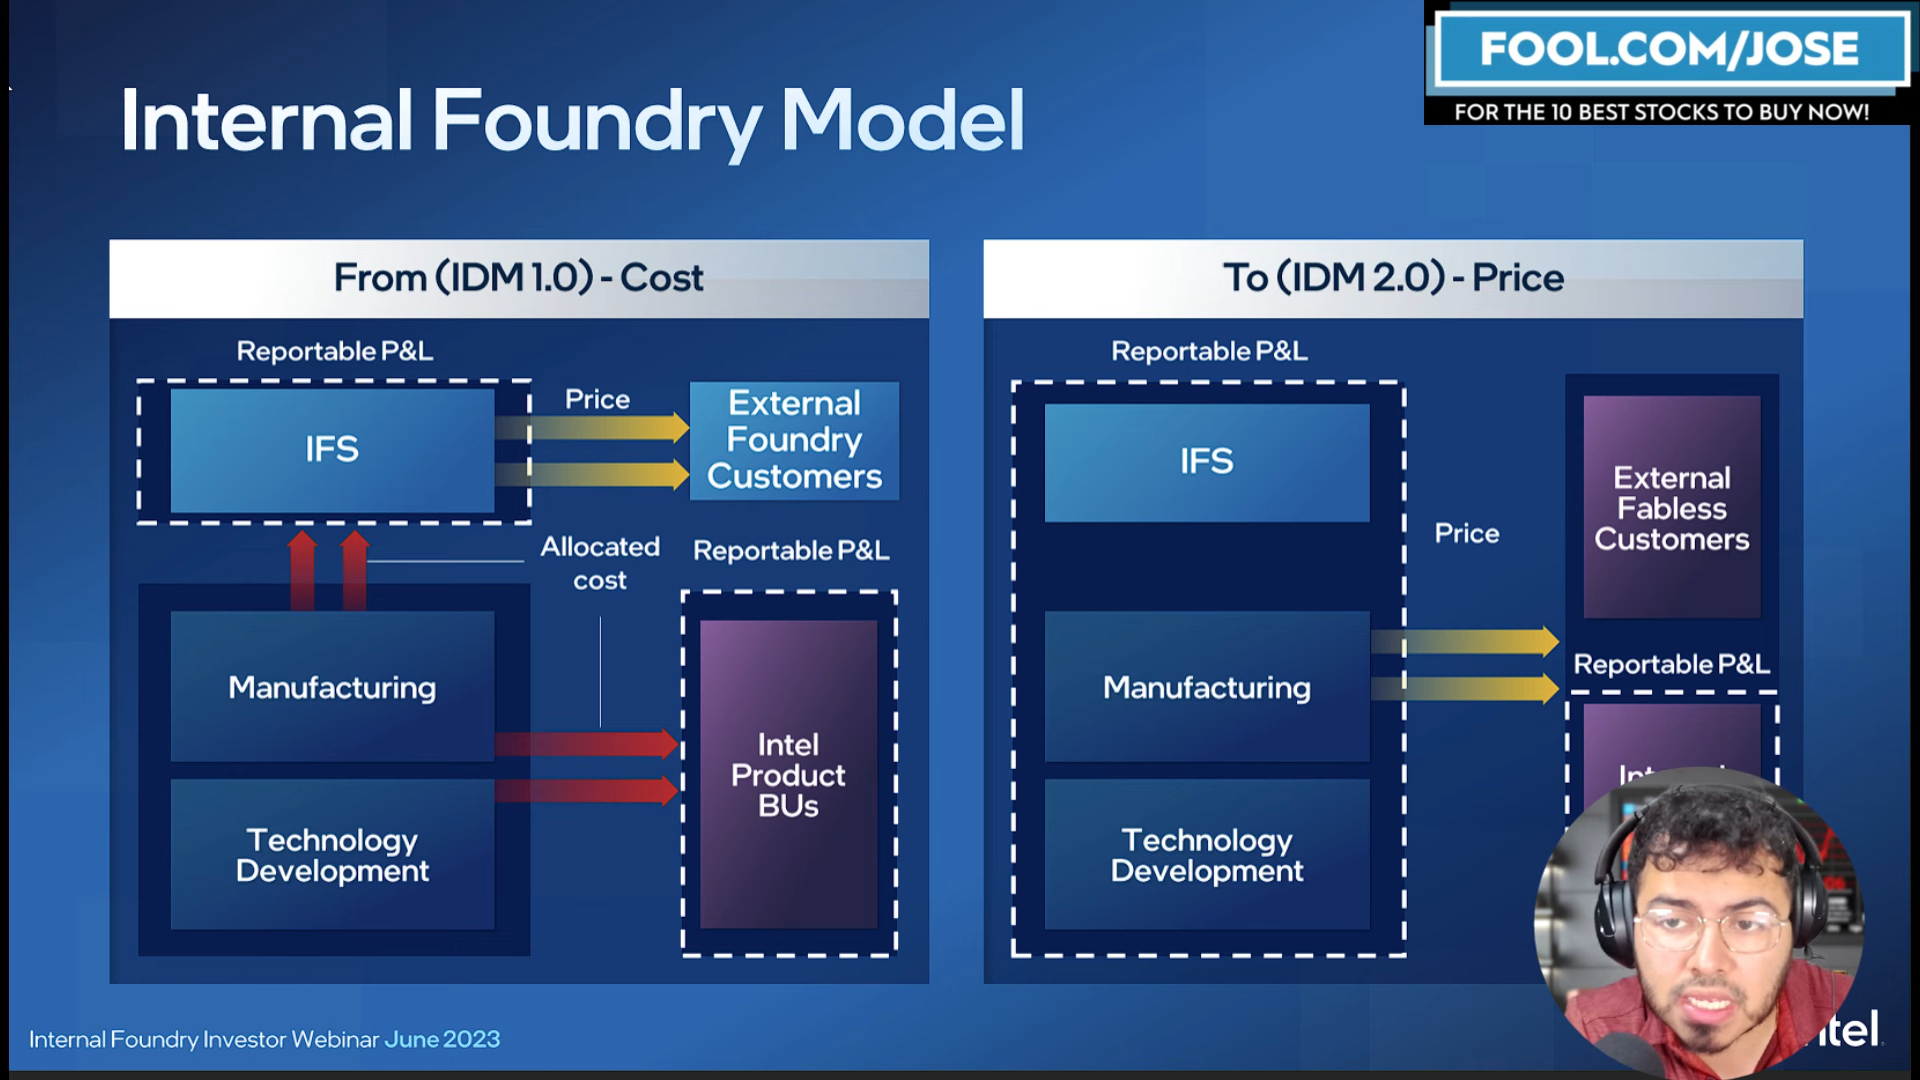 FOOL.COM/JOSE
FOR THE 10 BEST STOCKS TO BUY NOW!
Internal Foundry Model
From (IDM 1.0) - Cost
Reportable P&L
IFS
Price
External
Foundry
Customers
Allocated
cost
Reportable P&L
Manufacturing
Technology
Development
Intel
Product
BUs
To (IDM 2.0) - Price
Reportable P&L
IFS
Price
External
Fabless
Customers
Manufacturing
Reportable P&L
Technology
Development
Internal Foundry Investor Webinar June 2023